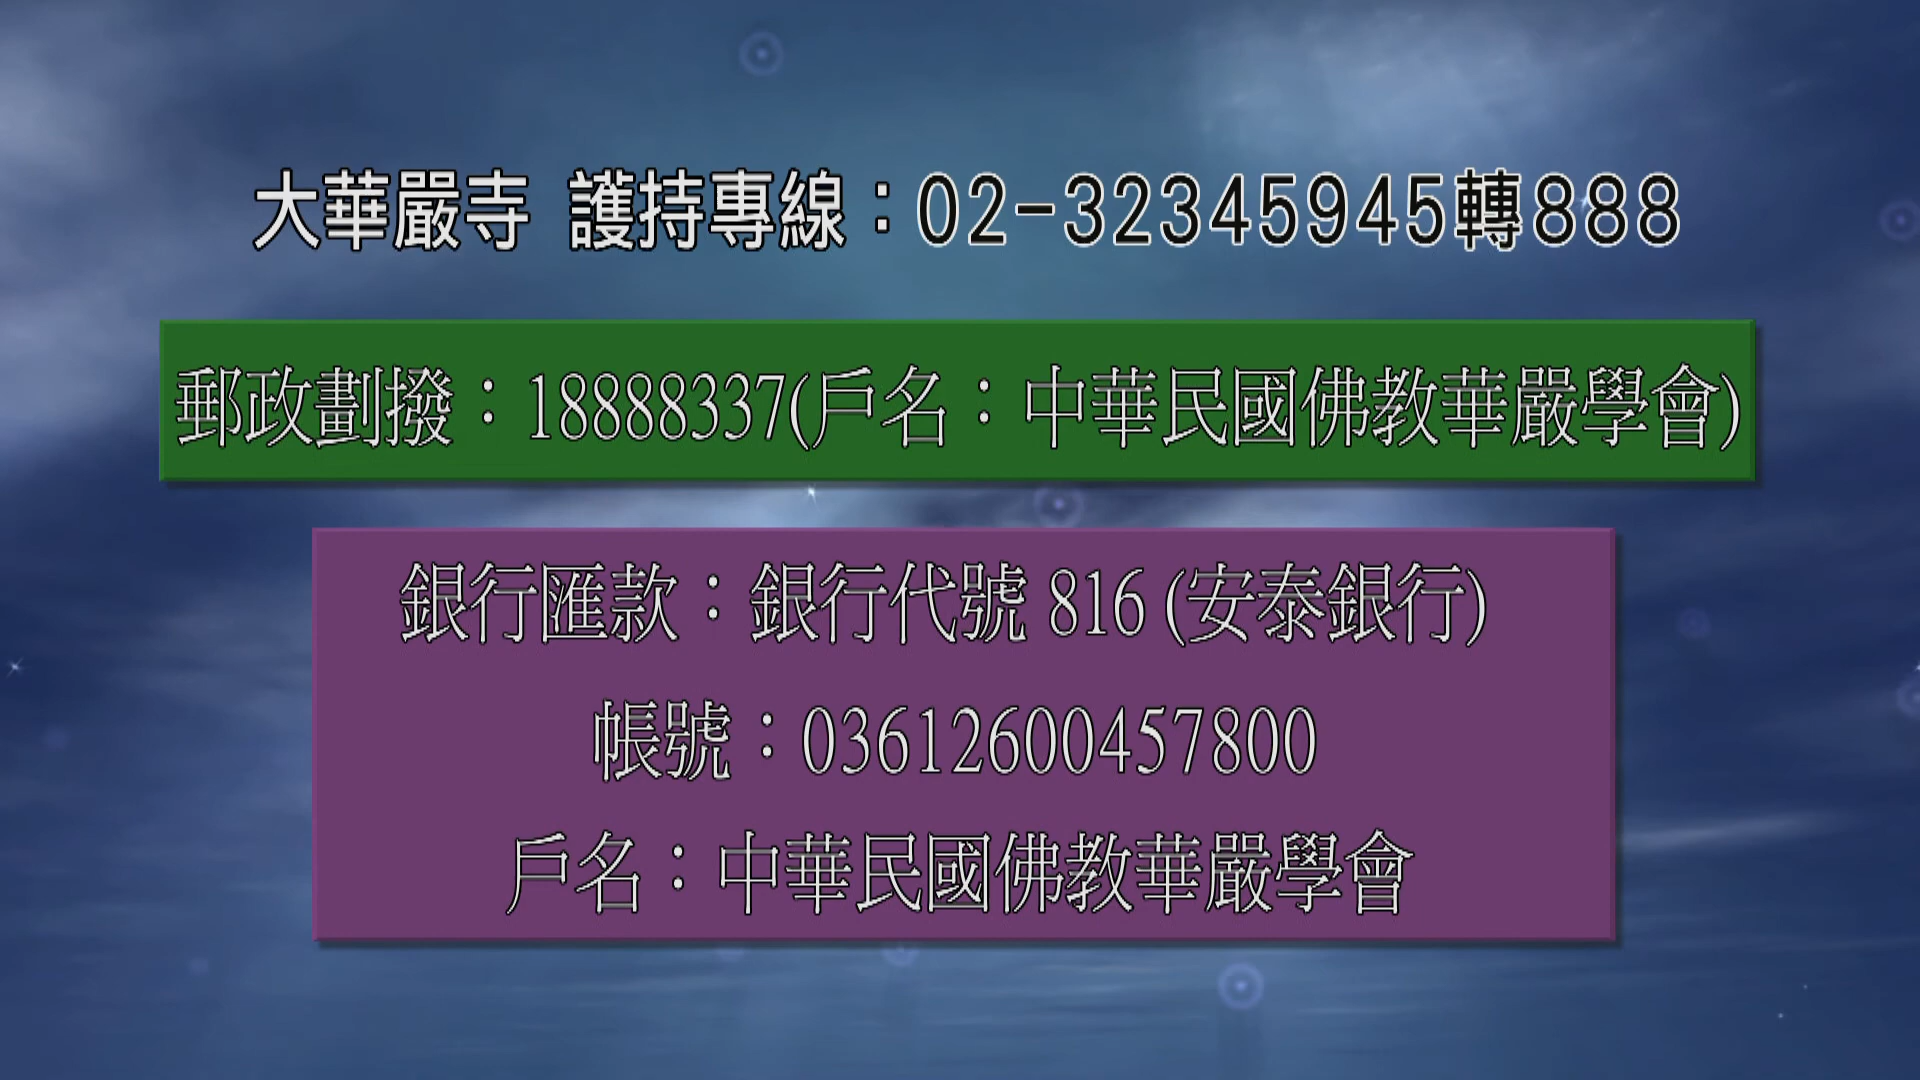 大華嚴寺 護持專線：02-32345945轉888
郵政劃撥：18888337(戶名：中華民國佛教華嚴學會)
銀行匯款：銀行代號 816 (安泰銀行)
帳號：03612600457800
戶名：中華民國佛教華嚴學會